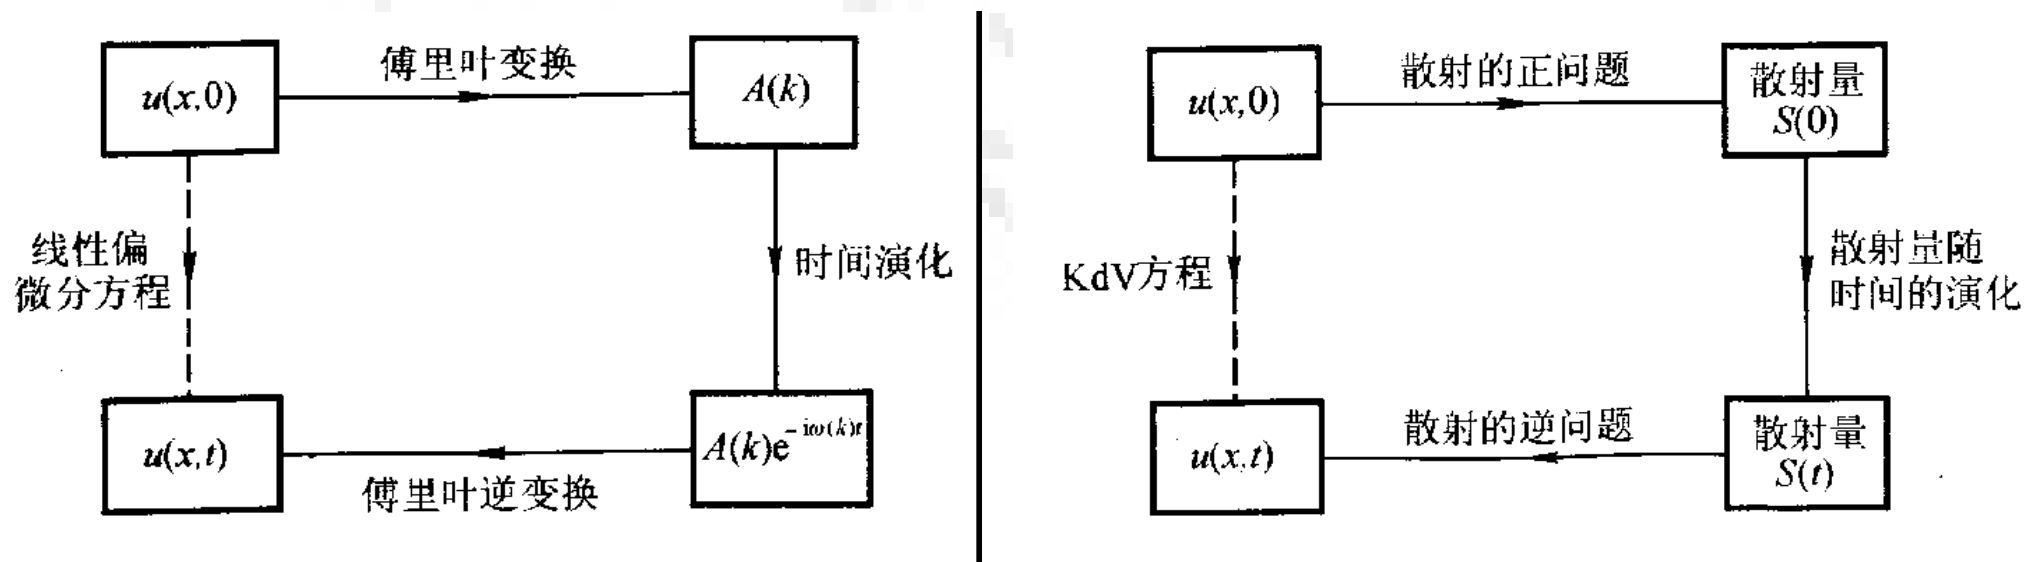 傅里叶变换
u(x,0)
A(k)
线性偏
微分方程
时间演化
u(x,t)
A(k)e^{-iω(k)t}
傅里叶逆变换
散射的正问题
u(x,0)
散射量
S(0)
KdV方程
散射量随
时间的演化
散射的逆问题
u(x,t)
散射量
S(t)